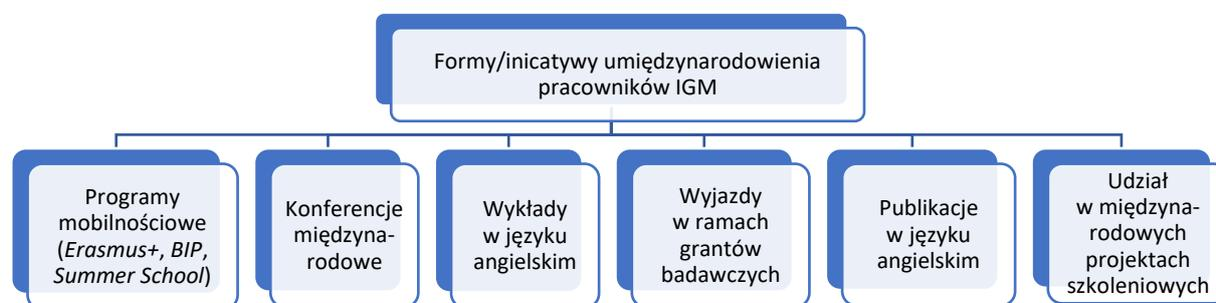 Formy/inicatywy umiędzynarodowienia
pracowników IGM
Programy
mobilnościowe
(Erasmus+, BIP,
Summer School)
Konferencje
międzyna-
rodowe
Wykłady
w języku
angielskim
Wyjazdy
w ramach
grantów
badawczych
Publikacje
w języku
angielskim
Udział
w międzyna-
rodowych
projektach
szkoleniowych